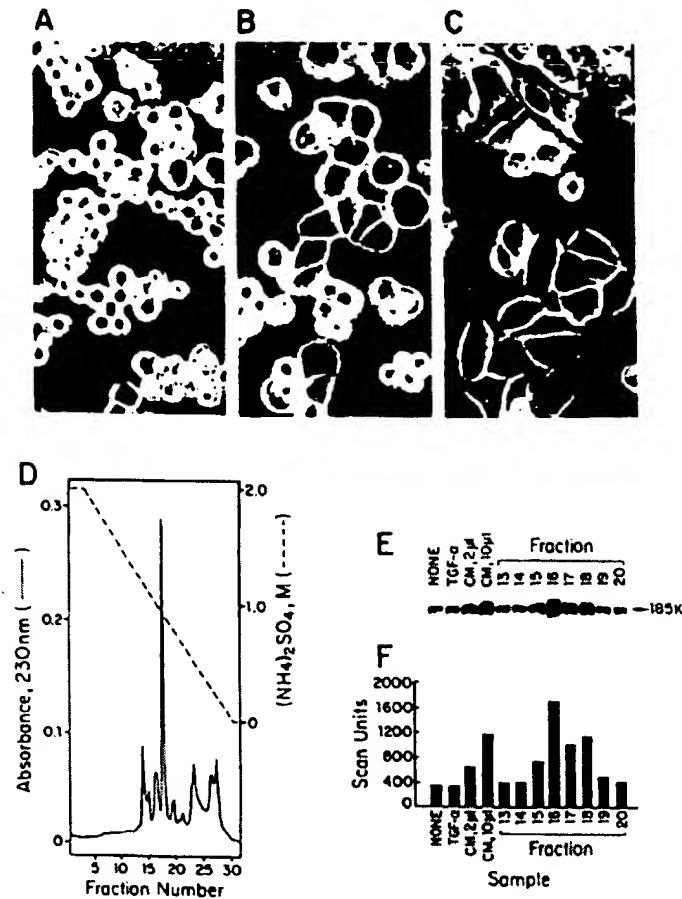 A B C
D
Absorbance, 230nm (——)
0.3
0.2
0.1
0
2.0
1.0
0
(NH4)2SO4, M (----)
5 10 15 20 25 30
Fraction Number
E
NONE
TGF-α
CM, 2µl
CM, 10µl
Fraction
13 14 15 16 17 18 19 20
←185K
F
Scan Units
2000
1600
1200
800
400
0
NONE
TGF-α
CM, 2µl
CM, 10µl
13 14 15 16 17 18 19 20
Fraction
Sample